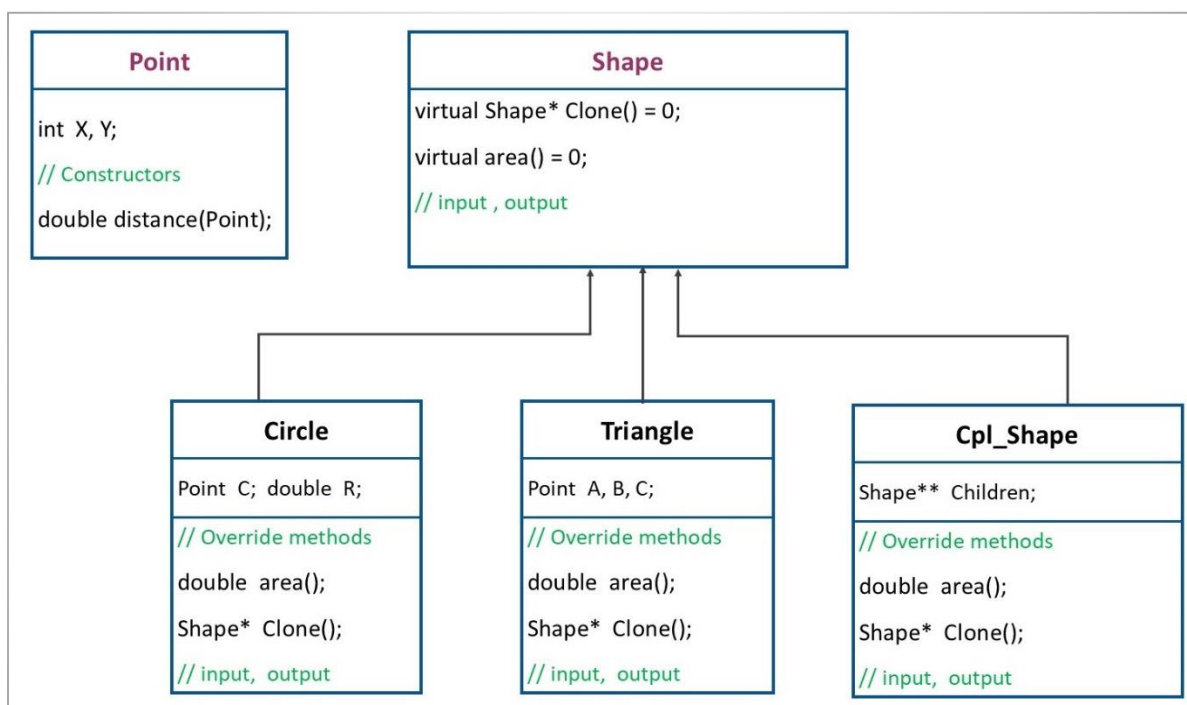 Point
int X, Y;
// Constructors
double distance(Point);
Shape
virtual Shape* Clone() = 0;
virtual area() = 0;
// input , output
Circle
Point C; double R;
// Override methods
double area();
Shape* Clone();
// input, output
Triangle
Point A, B, C;
// Override methods
double area();
Shape* Clone();
// input, output
Cpl_Shape
Shape** Children;
// Override methods
double area();
Shape* Clone();
// input, output